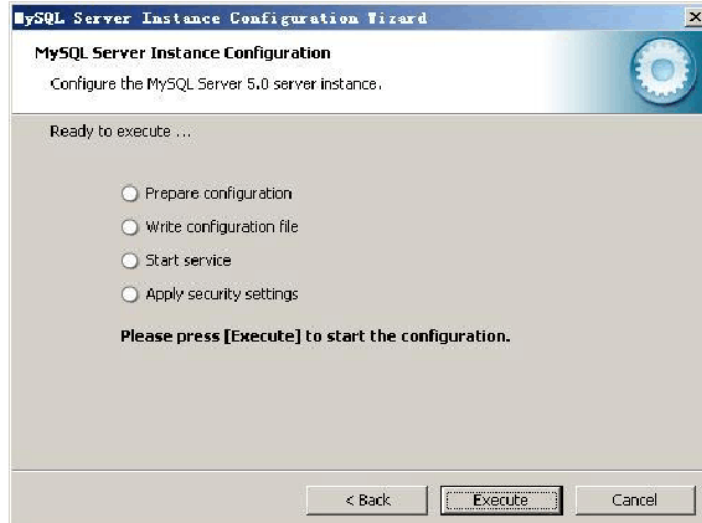 MySQL Server Instance Configuration Wizard
MySQL Server Instance Configuration
Configure the MySQL Server 5.0 server instance.
Ready to execute ...
Prepare configuration
Write configuration file
Start service
Apply security settings
Please press [Execute] to start the configuration.
< Back Execute Cancel